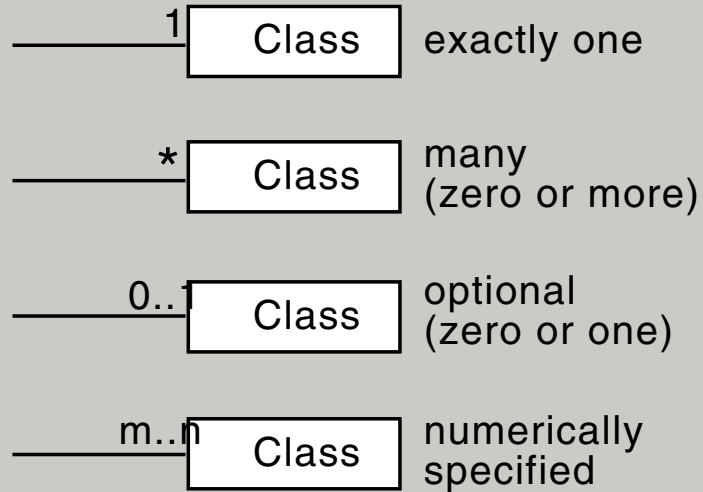 1 Class exactly one
* Class many
(zero or more)
0..1 Class optional
(zero or one)
m..n Class numerically
specified